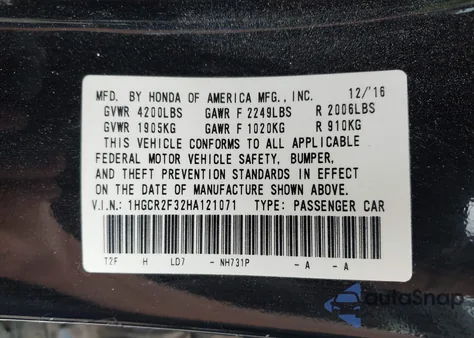 MFD. BY HONDA OF AMERICA MFG., INC. 12/'16
GVWR 4200LBS GAWR F 2249LBS R 2006LBS
GVWR 1905KG GAWR F 1020KG R 910KG
THIS VEHICLE CONFORMS TO ALL APPLICABLE
FEDERAL MOTOR VEHICLE SAFETY, BUMPER,
AND THEFT PREVENTION STANDARDS IN EFFECT
ON THE DATE OF MANUFACTURE SHOWN ABOVE.
V.I.N.: 1HGCR2F32HA121071 TYPE: PASSENGER CAR
T2F H LD7 - NH731P - A - A
autoSnap